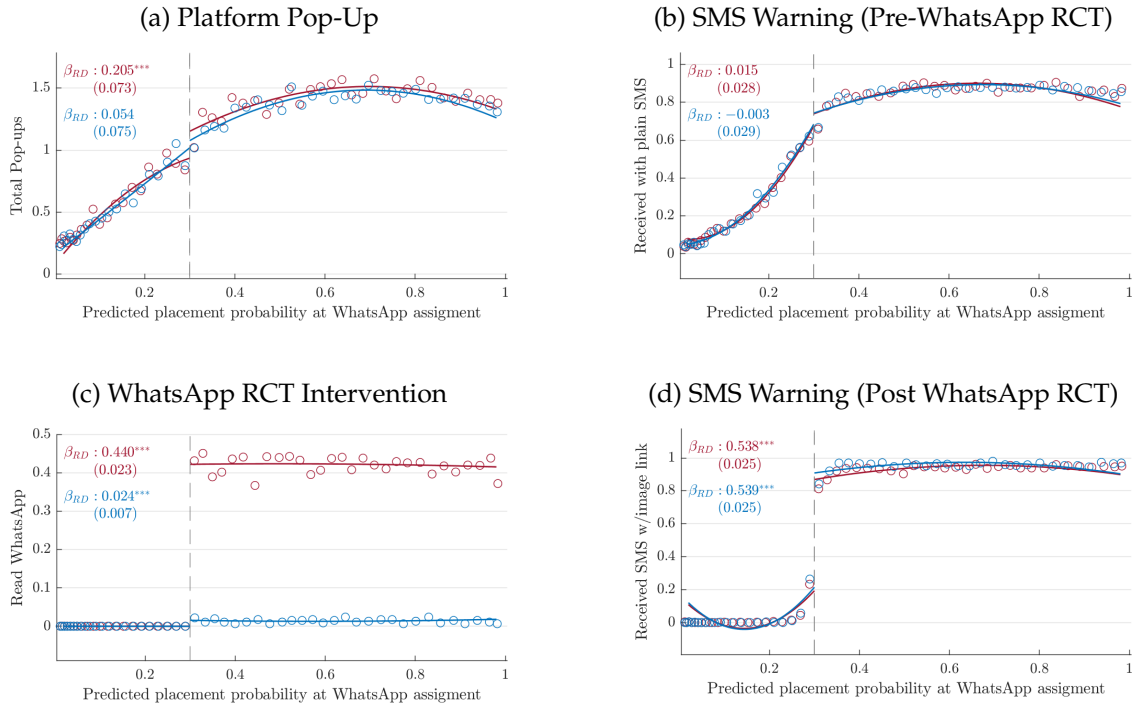 (a) Platform Pop-Up
β_RD : 0.205***
(0.073)
β_RD : 0.054
(0.075)
Total Pop-ups
1.5
1
0.5
0
0.2 0.4 0.6 0.8 1
Predicted placement probability at WhatsApp assigment
(b) SMS Warning (Pre-WhatsApp RCT)
β_RD : 0.015
(0.028)
β_RD : −0.003
(0.029)
Received with plain SMS
1
0.8
0.6
0.4
0.2
0
0.2 0.4 0.6 0.8 1
Predicted placement probability at WhatsApp assigment
(c) WhatsApp RCT Intervention
β_RD : 0.440***
(0.023)
β_RD : 0.024***
(0.007)
Read WhatsApp
0.5
0.4
0.3
0.2
0.1
0
0.2 0.4 0.6 0.8 1
Predicted placement probability at WhatsApp assigment
(d) SMS Warning (Post WhatsApp RCT)
β_RD : 0.538***
(0.025)
β_RD : 0.539***
(0.025)
Received SMS w/image link
1
0.8
0.6
0.4
0.2
0
0.2 0.4 0.6 0.8 1
Predicted placement probability at WhatsApp assigment